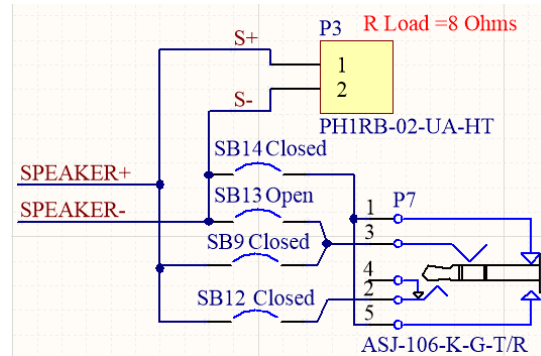 R Load =8 Ohms
P3
S+
1
2
S-
PH1RB-02-UA-HT
SB14 Closed
SPEAKER+
SB13 Open
SPEAKER-
1
P7
3
SB9 Closed
4
2
SB12 Closed
5
ASJ-106-K-G-T/R